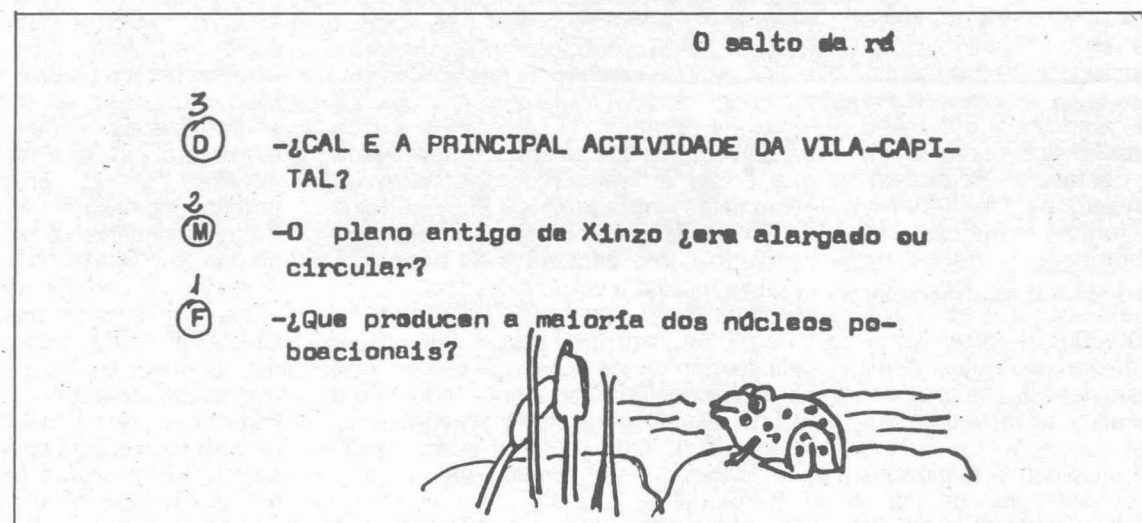 O salto da rá
3
D -¿CAL E A PRINCIPAL ACTIVIDADE DA VILA-CAPI-
TAL?
2
M -O plano antigo de Xinzo ¿era alargado ou
circular?
1
F -¿Que producen a maioría dos núcleos po-
boacionais?